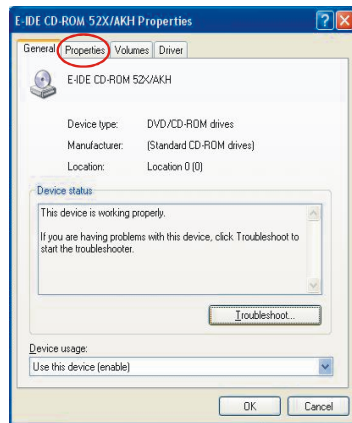 E-IDE CD-ROM 52X/AKH Properties
General Properties Volumes Driver
E-IDE CD-ROM 52X/AKH
Device type: DVD/CD-ROM drives
Manufacturer: (Standard CD-ROM drives)
Location: Location 0 (0)
Device status
This device is working properly.
If you are having problems with this device, click Troubleshoot to
start the troubleshooter.
Troubleshoot...
Device usage:
Use this device (enable)
OK Cancel